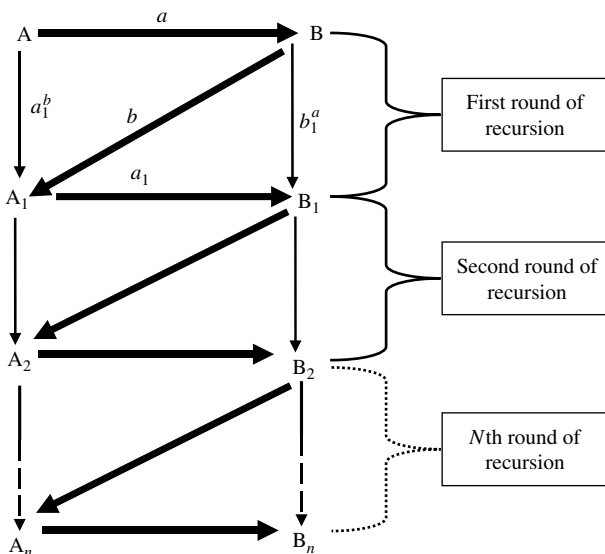 a
A B
a₁ᵇ b b₁ᵃ
First round of
recursion
a₁
A₁ B₁
Second round of
recursion
A₂ B₂
Nth round of
recursion
Aₙ Bₙ